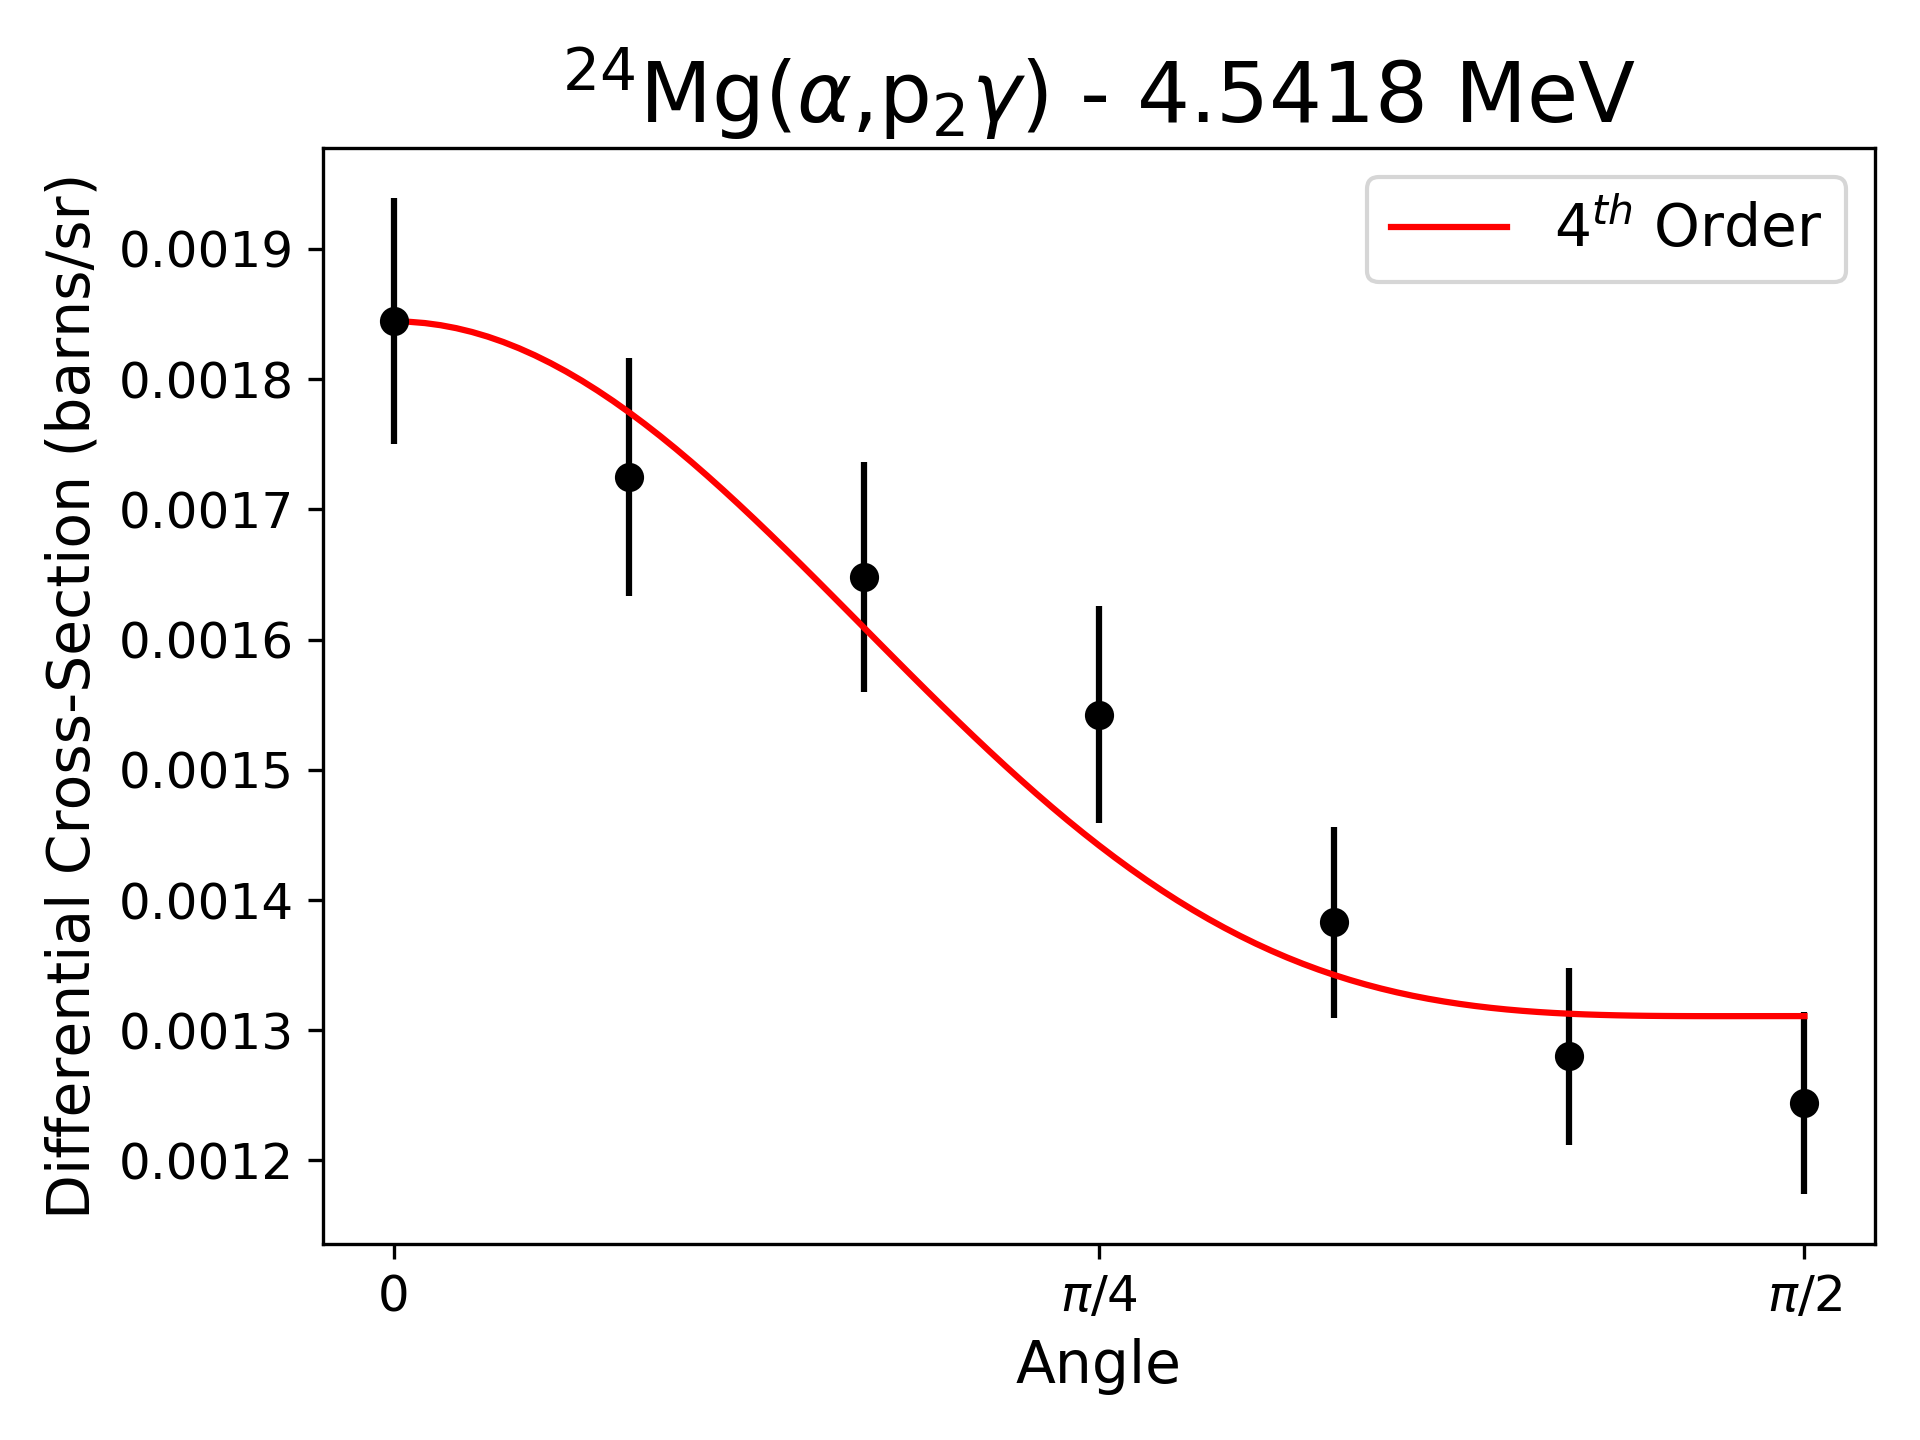 ²⁴Mg(α,p₂γ) - 4.5418 MeV
4ᵗʰ Order
Differential Cross-Section (barns/sr)
0.0019
0.0018
0.0017
0.0016
0.0015
0.0014
0.0013
0.0012
0 π/4 π/2
Angle